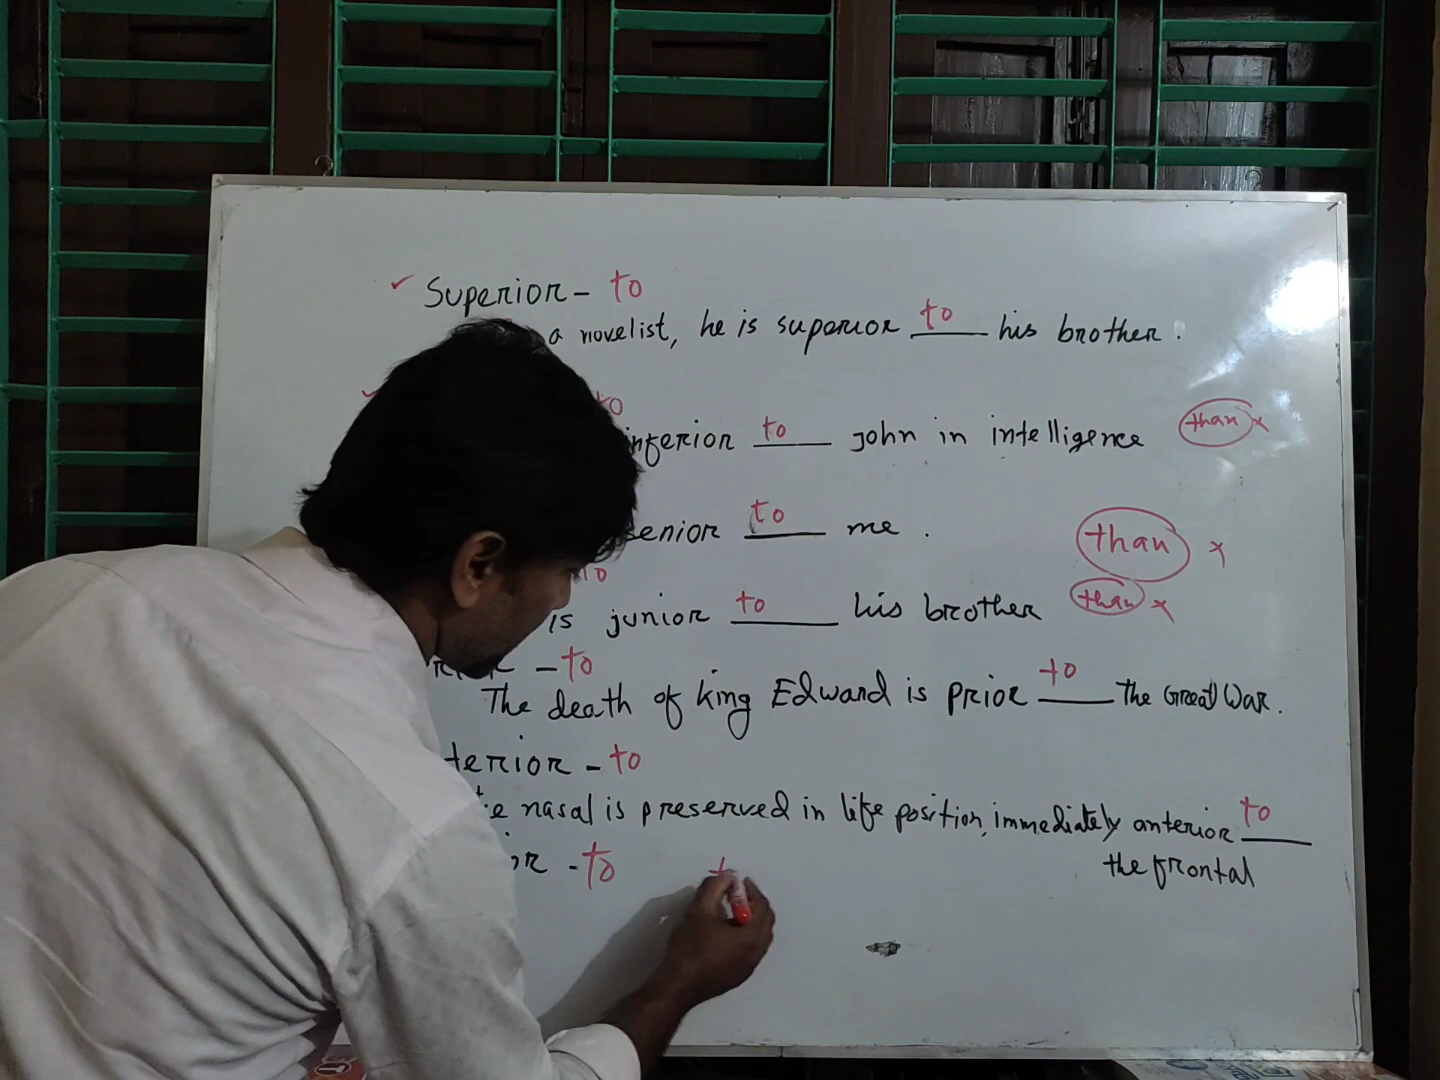 ✓ Superior - to
a novelist, he is superior to his brother.
to
inferior to john in intelligence than ×
senior to me. than ×
to
is junior to his brother than ×
- to
The death of king Edward is prior to the Great War.
terior - to
nasal is preserved in life position, immediately anterior to
the frontal
or - to